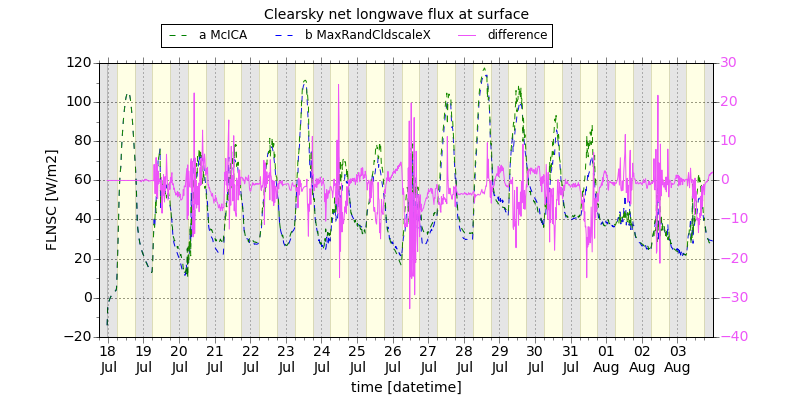 Clearsky net longwave flux at surface
a McICA b MaxRandCldscaleX difference
120 30
100 20
80 10
60 0
40 −10
20 −20
0 −30
−20 −40
FLNSC [W/m2]
18 19 20 21 22 23 24 25 26 27 28 29 30 31 01 02 03
Jul Jul Jul Jul Jul Jul Jul Jul Jul Jul Jul Jul Jul Jul Aug Aug Aug
time [datetime]